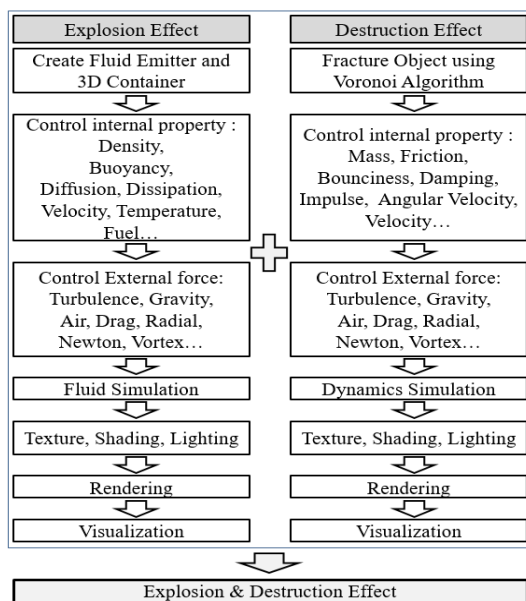 Explosion Effect
Create Fluid Emitter and
3D Container
Control internal property :
Density,
Buoyancy,
Diffusion, Dissipation,
Velocity, Temperature,
Fuel…
Control External force:
Turbulence, Gravity,
Air, Drag, Radial,
Newton, Vortex…
Fluid Simulation
Texture, Shading, Lighting
Rendering
Visualization
Destruction Effect
Fracture Object using
Voronoi Algorithm
Control internal property :
Mass, Friction,
Bounciness, Damping,
Impulse, Angular Velocity,
Velocity…
Control External force:
Turbulence, Gravity,
Air, Drag, Radial,
Newton, Vortex…
Dynamics Simulation
Texture, Shading, Lighting
Rendering
Visualization
Explosion & Destruction Effect